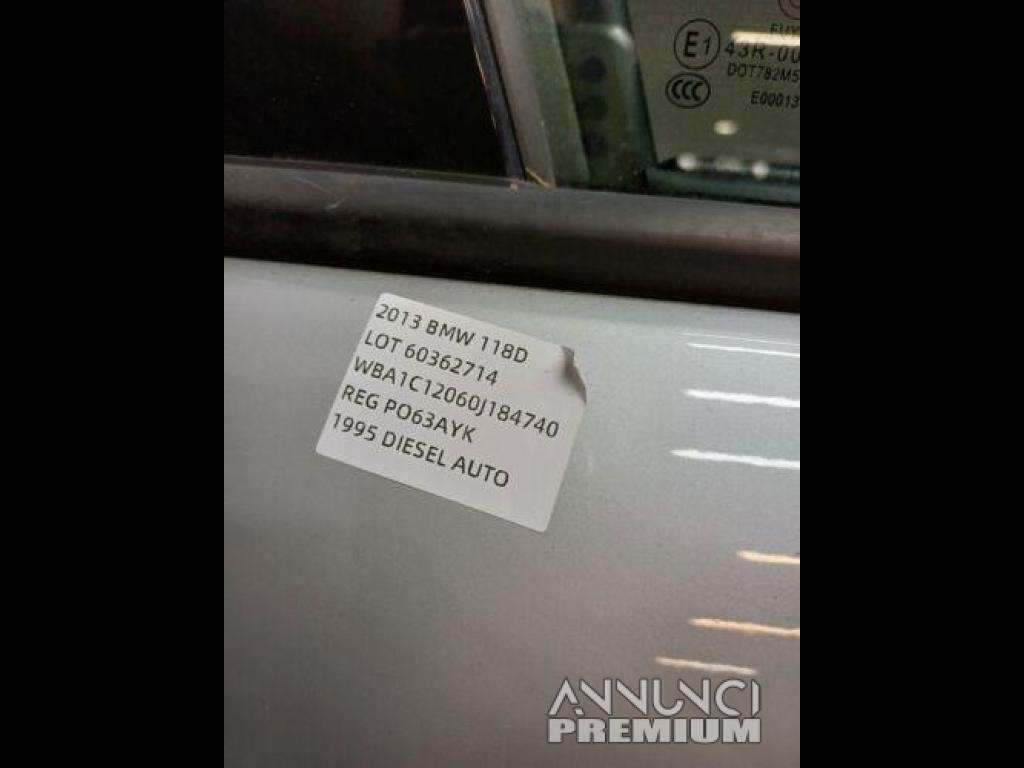 E1
43R-00
DOT782M5
CCC
E00013
2013 BMW 118D
LOT 60362714
WBA1C12060J184740
REG PO63AYK
1995 DIESEL AUTO
ANNUNCI
PREMIUM